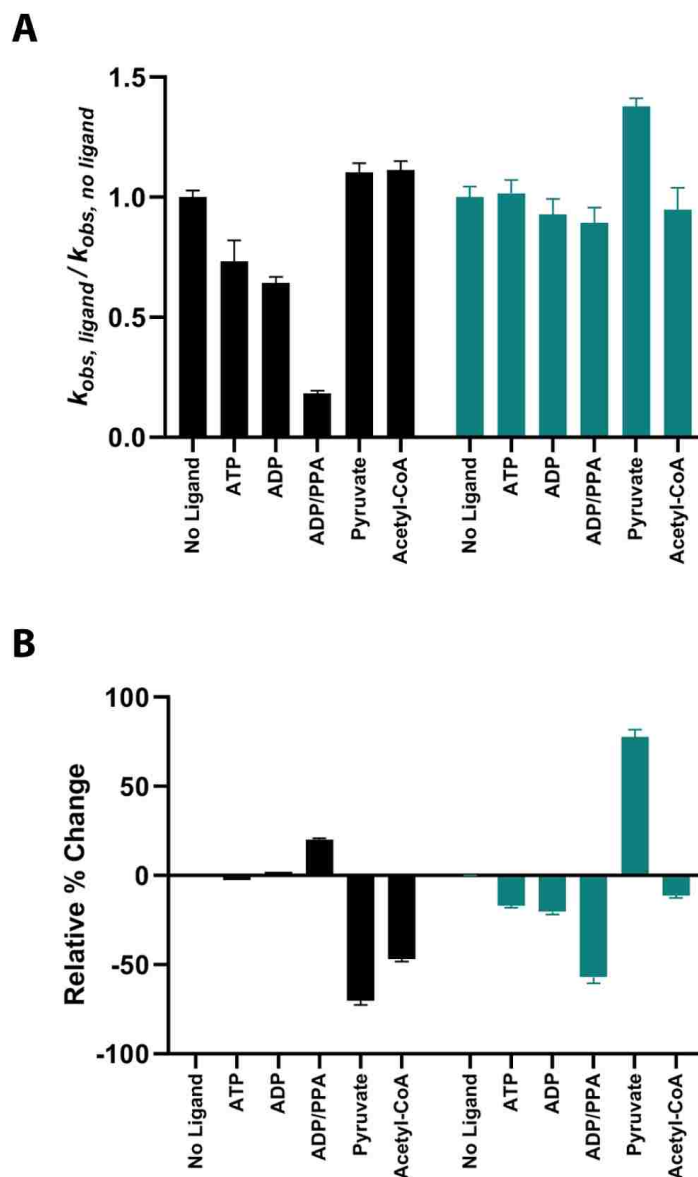 A
k obs, ligand / k obs, no ligand
1.5
1.0
0.5
0.0
No Ligand
ATP
ADP
ADP/PPA
Pyruvate
Acetyl-CoA
No Ligand
ATP
ADP
ADP/PPA
Pyruvate
Acetyl-CoA
B
Relative % Change
100
50
0
-50
-100
No Ligand
ATP
ADP
ADP/PPA
Pyruvate
Acetyl-CoA
No Ligand
ATP
ADP
ADP/PPA
Pyruvate
Acetyl-CoA